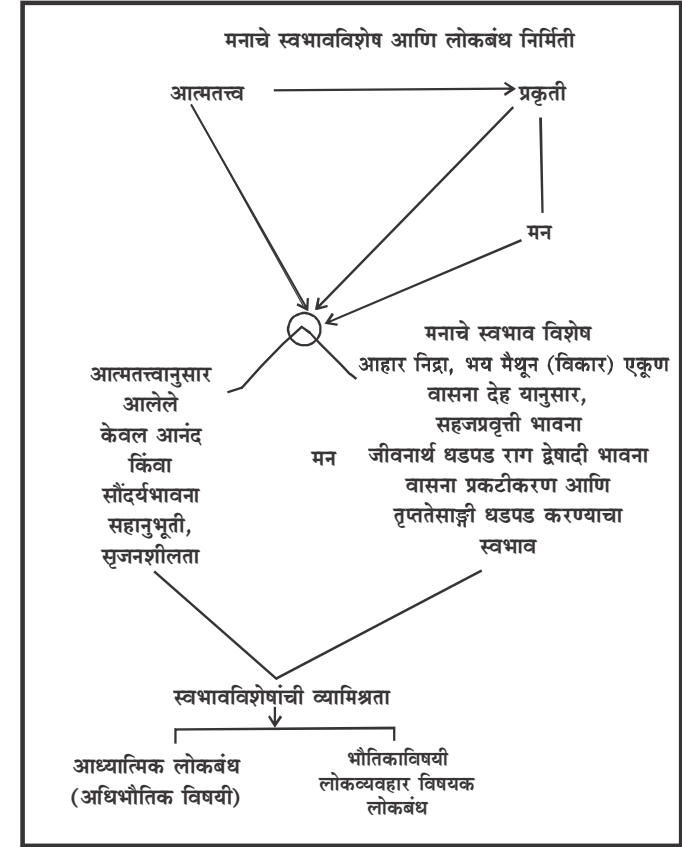 मनाचे स्वभावविशेष आणि लोकबंध निर्मिती
आत्मतत्त्व
प्रकृती
मन
आत्मतत्त्वानुसार
आलेले
केवल आनंद
किंवा
सौंदर्यभावना
सहानुभूती,
सृजनशीलता
मन
मनाचे स्वभाव विशेष
आहार निद्रा, भय मैथून (विकार) एकूण
वासना देह यानुसार,
सहजप्रवृत्ती भावना
जीवनार्थ धडपड राग द्वेषादी भावना
वासना प्रकटीकरण आणि
तृप्ततेसाङ्गी धडपड करण्याचा
स्वभाव
स्वभावविशेषांची व्यामिश्रता
आध्यात्मिक लोकबंध
(अधिभौतिक विषयी)
भौतिकाविषयी
लोकव्यवहार विषयक
लोकबंध